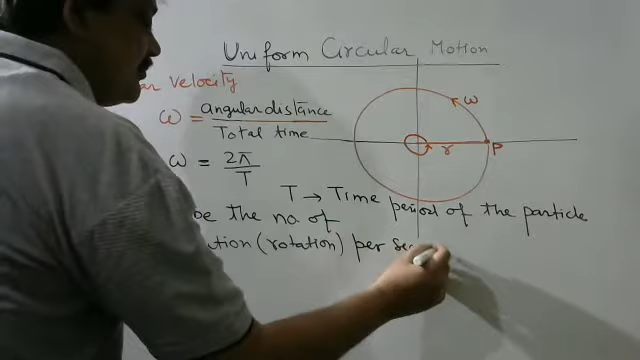 Uniform Circular Motion
velocity
ω = angular distance / Total time
ω
r P
ω = 2π / T
T → Time period of the particle
be the no of
(rotation) per